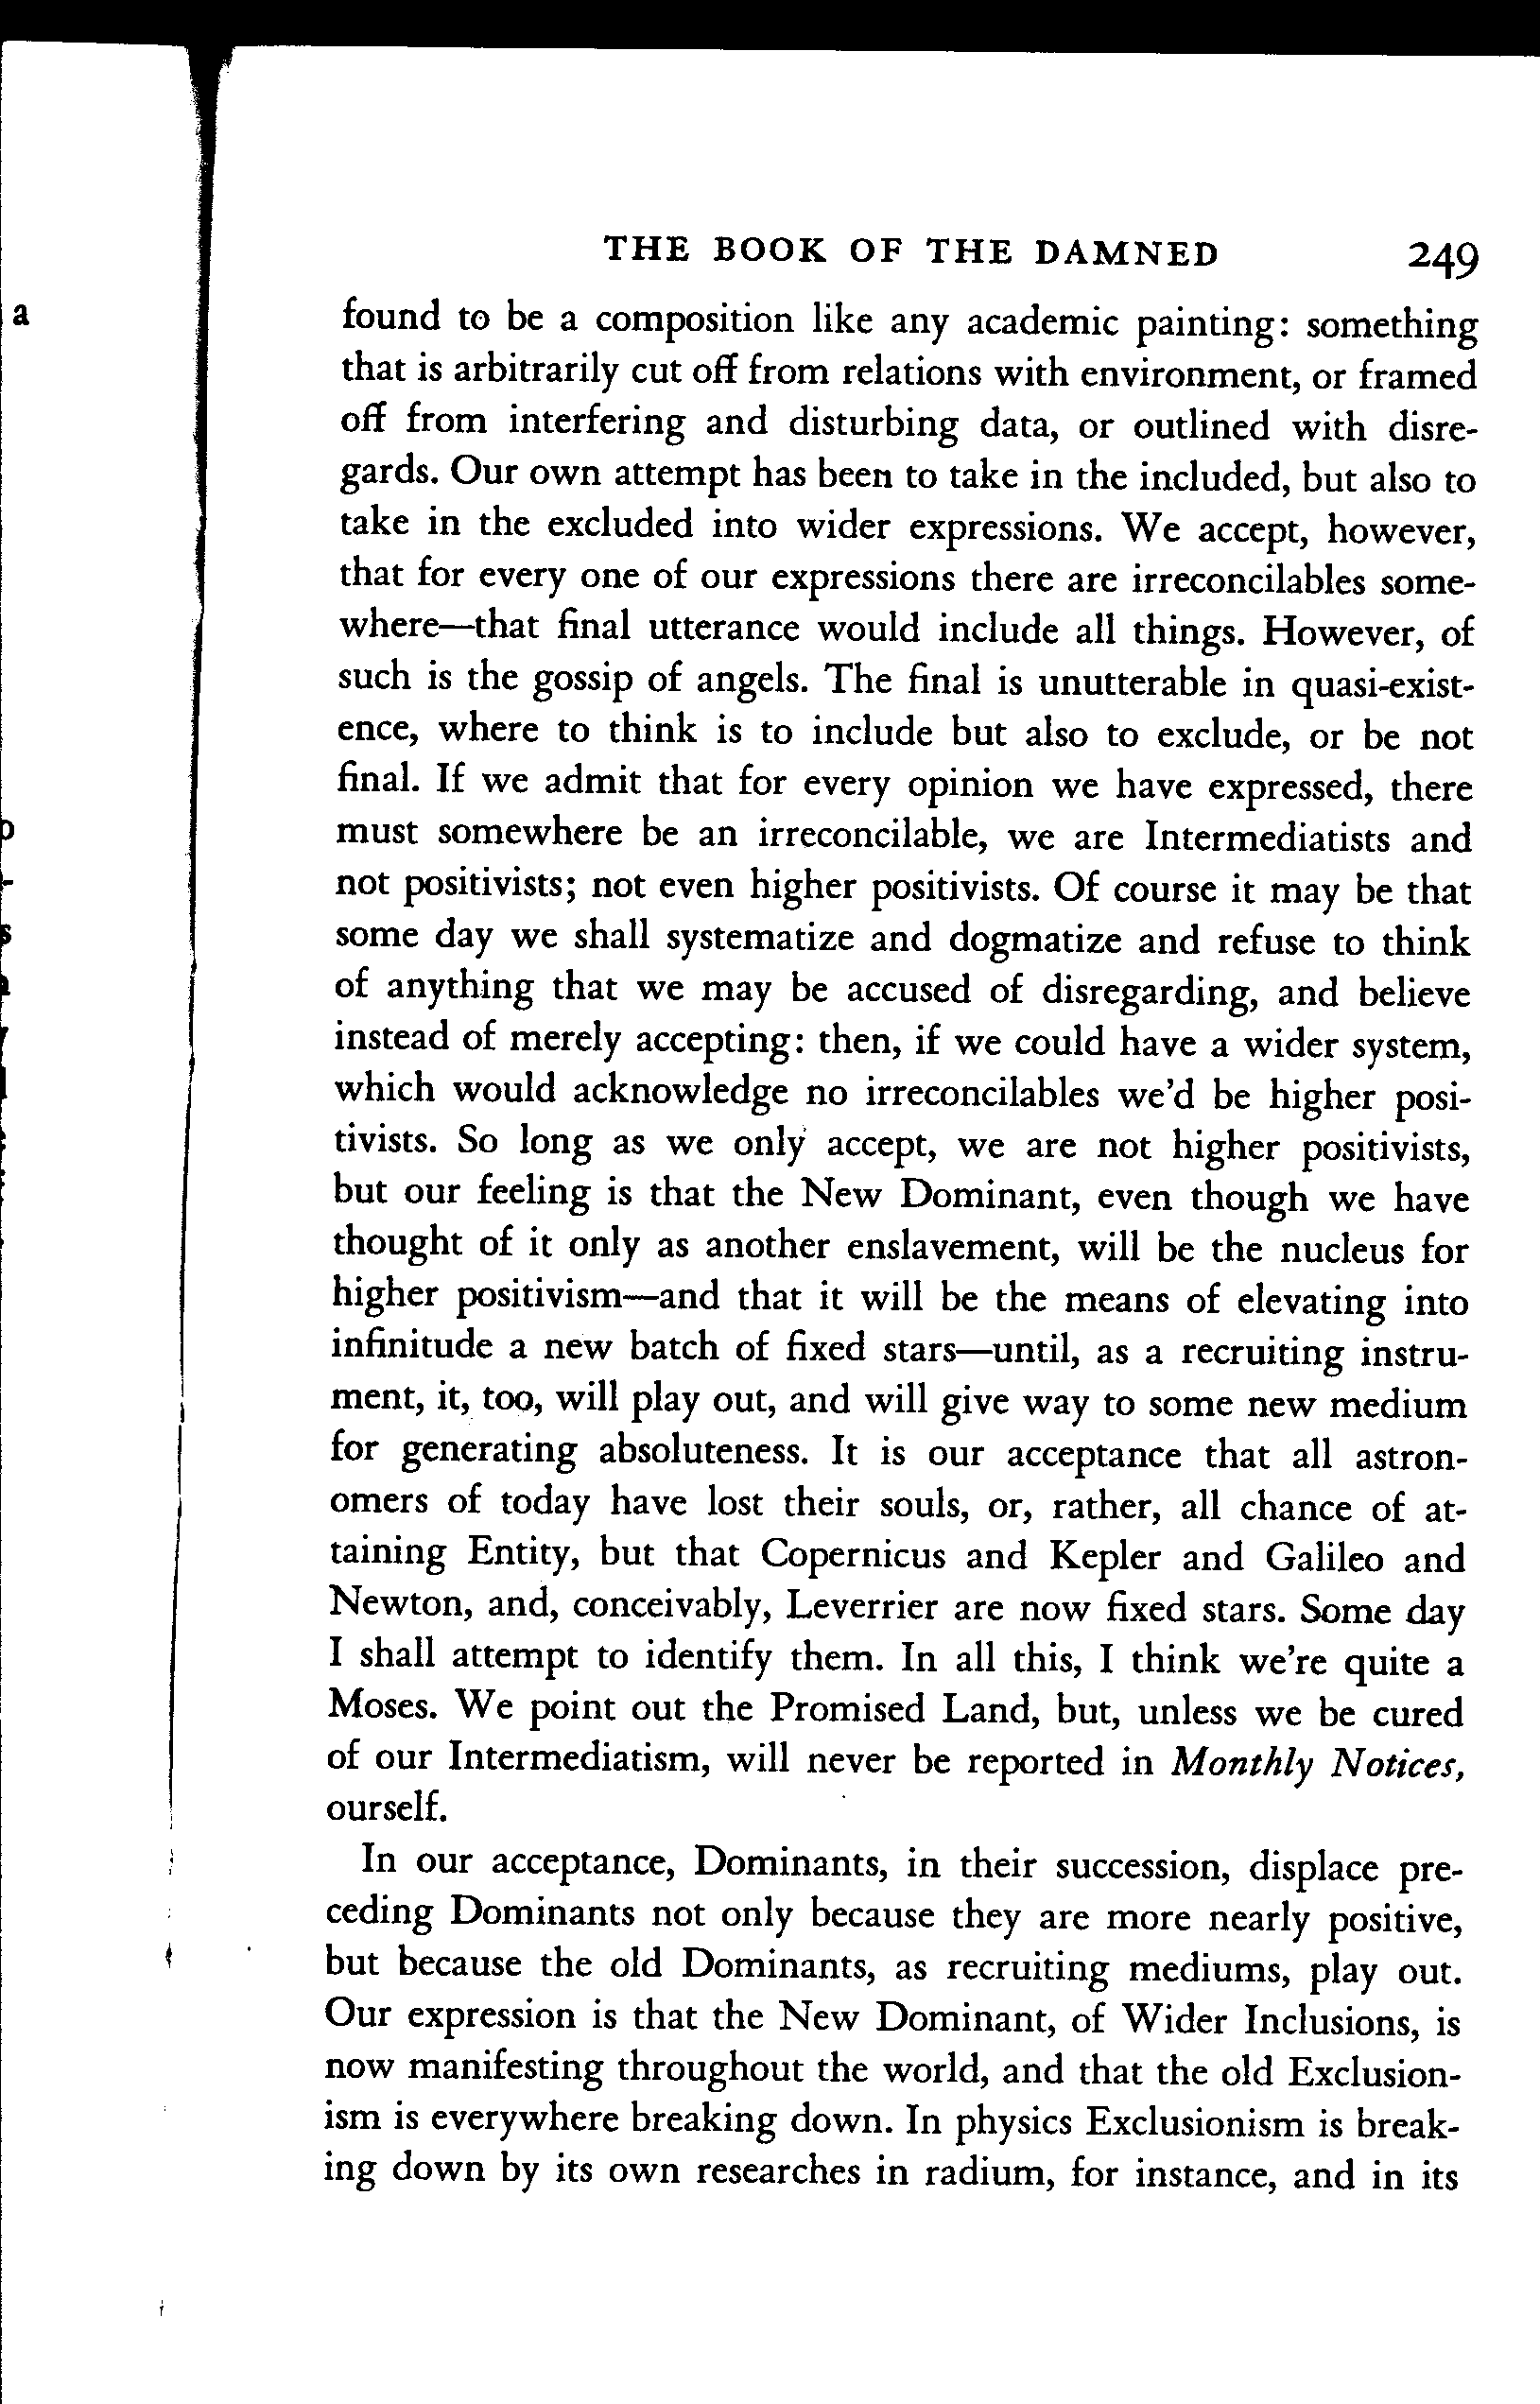 THE BOOK OF THE DAMNED 249
a
found to be a composition like any academic painting: something
that is arbitrarily cut off from relations with environment, or framed
off from interfering and disturbing data, or outlined with disre-
gards. Our own attempt has been to take in the included, but also to
take in the excluded into wider expressions. We accept, however,
that for every one of our expressions there are irreconcilables some-
where—that final utterance would include all things. However, of
such is the gossip of angels. The final is unutterable in quasi-exist-
ence, where to think is to include but also to exclude, or be not
final. If we admit that for every opinion we have expressed, there
must somewhere be an irreconcilable, we are Intermediatists and
not positivists; not even higher positivists. Of course it may be that
some day we shall systematize and dogmatize and refuse to think
of anything that we may be accused of disregarding, and believe
instead of merely accepting: then, if we could have a wider system,
which would acknowledge no irreconcilables we'd be higher posi-
tivists. So long as we only accept, we are not higher positivists,
but our feeling is that the New Dominant, even though we have
thought of it only as another enslavement, will be the nucleus for
higher positivism—and that it will be the means of elevating into
infinitude a new batch of fixed stars—until, as a recruiting instru-
ment, it, too, will play out, and will give way to some new medium
for generating absoluteness. It is our acceptance that all astron-
omers of today have lost their souls, or, rather, all chance of at-
taining Entity, but that Copernicus and Kepler and Galileo and
Newton, and, conceivably, Leverrier are now fixed stars. Some day
I shall attempt to identify them. In all this, I think we're quite a
Moses. We point out the Promised Land, but, unless we be cured
of our Intermediatism, will never be reported in Monthly Notices,
ourself.
In our acceptance, Dominants, in their succession, displace pre-
ceding Dominants not only because they are more nearly positive,
but because the old Dominants, as recruiting mediums, play out.
Our expression is that the New Dominant, of Wider Inclusions, is
now manifesting throughout the world, and that the old Exclusion-
ism is everywhere breaking down. In physics Exclusionism is break-
ing down by its own researches in radium, for instance, and in its